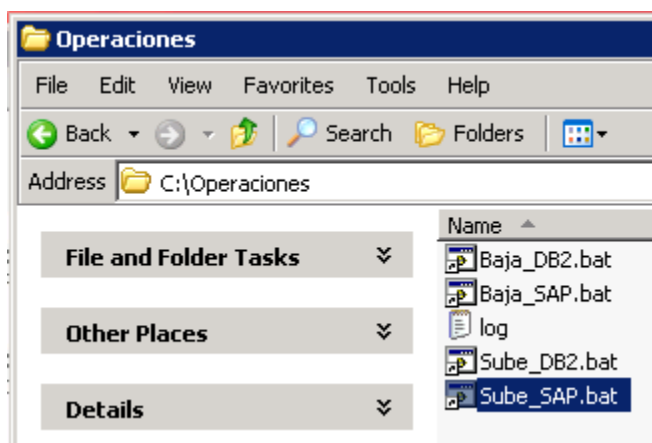 Operaciones
File Edit View Favorites Tools Help
Back Search Folders
Address C:\Operaciones
Name
File and Folder Tasks
Baja_DB2.bat
Baja_SAP.bat
Other Places
log
Sube_DB2.bat
Details
Sube_SAP.bat